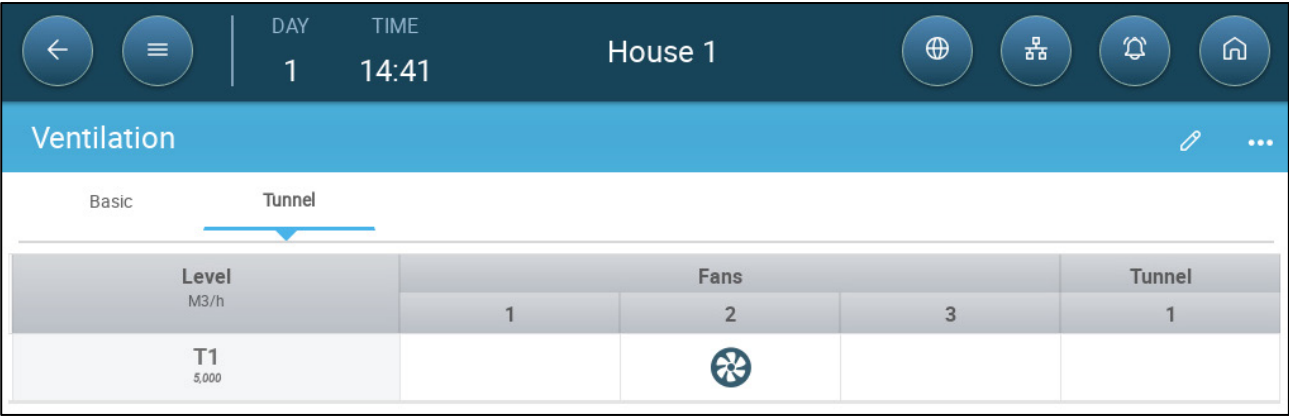 DAY TIME
1 14:41 House 1
Ventilation
Basic Tunnel
Level Fans Tunnel
M3/h
1 2 3 1
T1
5,000